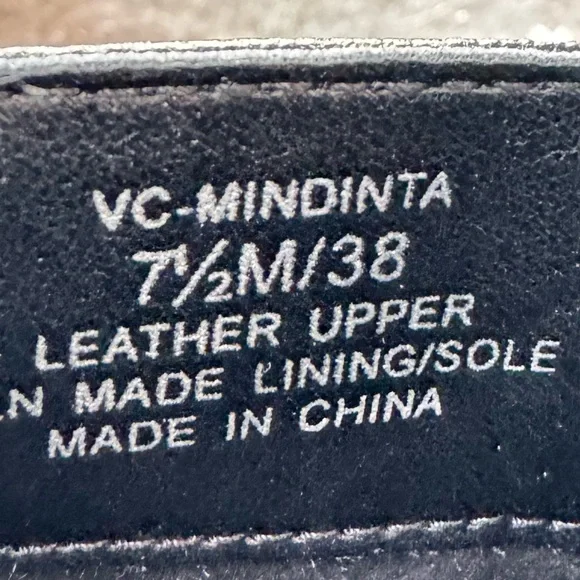 VC-MINDINTA
7½M/38
LEATHER UPPER
MADE LINING/SOLE
MADE IN CHINA